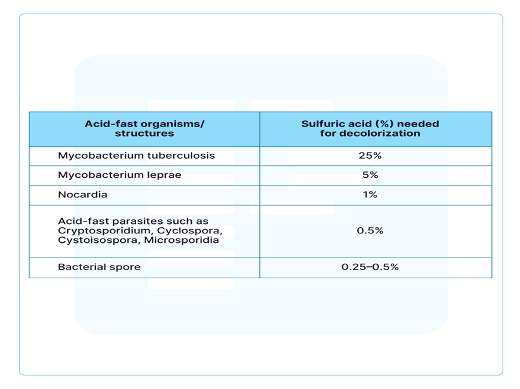 Acid-fast organisms/
structures
Sulfuric acid (%) needed
for decolorization
Mycobacterium tuberculosis
25%
Mycobacterium leprae
5%
Nocardia
1%
Acid-fast parasites such as
Cryptosporidium, Cyclospora,
Cystoisospora, Microsporidia
0.5%
Bacterial spore
0.25–0.5%